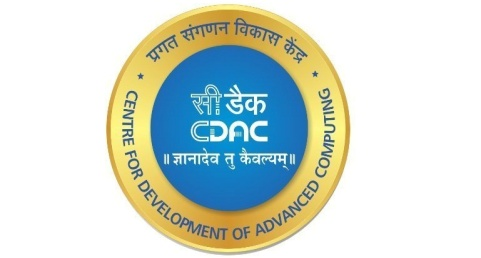 प्रगत संगणन विकास केंद्र
सी डैक
CDAC
॥ ज्ञानादेव तु कैवल्यम् ॥
CENTRE FOR DEVELOPMENT OF ADVANCED COMPUTING